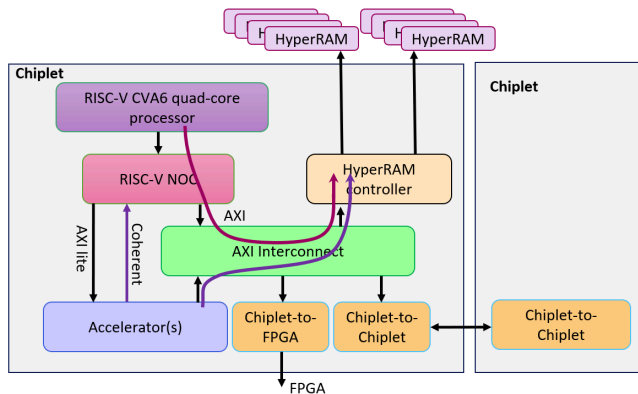 HyperRAM
HyperRAM
Chiplet
Chiplet
RISC-V CVA6 quad-core
processor
RISC-V NOC
HyperRAM
controller
AXI
AXI lite
Coherent
AXI Interconnect
Accelerator(s)
Chiplet-to-
FPGA
Chiplet-to-
Chiplet
Chiplet-to-
Chiplet
FPGA